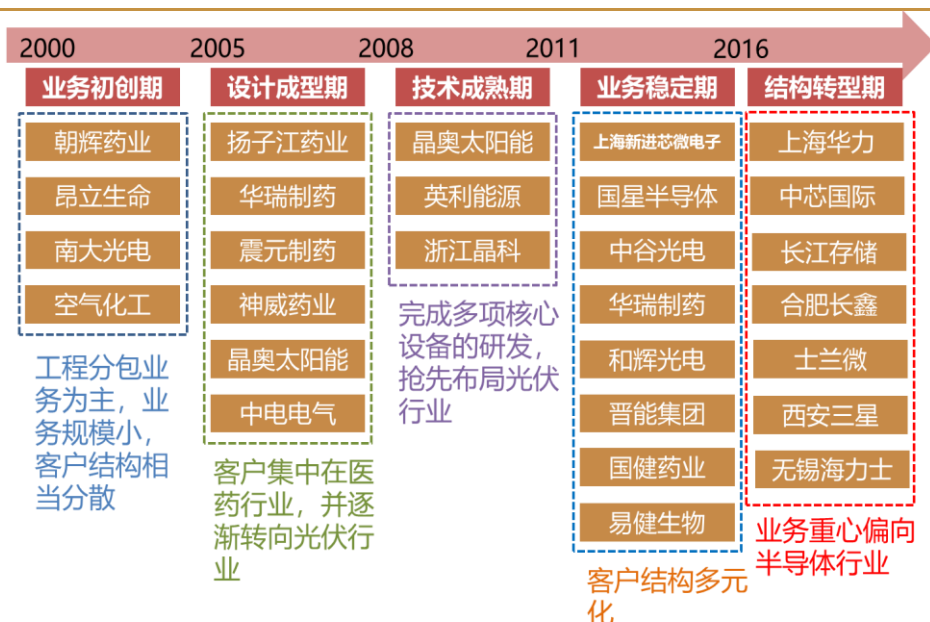 2000
2005
2008
2011
2016
业务初创期
设计成型期
技术成熟期
业务稳定期
结构转型期
朝辉药业
昂立生命
南大光电
空气化工
工程分包业
务为主，业
务规模小，
客户结构相
当分散
扬子江药业
华瑞制药
震元制药
神威药业
晶奥太阳能
中电电气
客户集中在医
药行业，并逐
渐转向光伏行
业
晶奥太阳能
英利能源
浙江晶科
完成多项核心
设备的研发，
抢先布局光伏
行业
上海新进芯微电子
国星半导体
中谷光电
华瑞制药
和辉光电
晋能集团
国健药业
易健生物
客户结构多元
化
上海华力
中芯国际
长江存储
合肥长鑫
士兰微
西安三星
无锡海力士
业务重心偏向
半导体行业